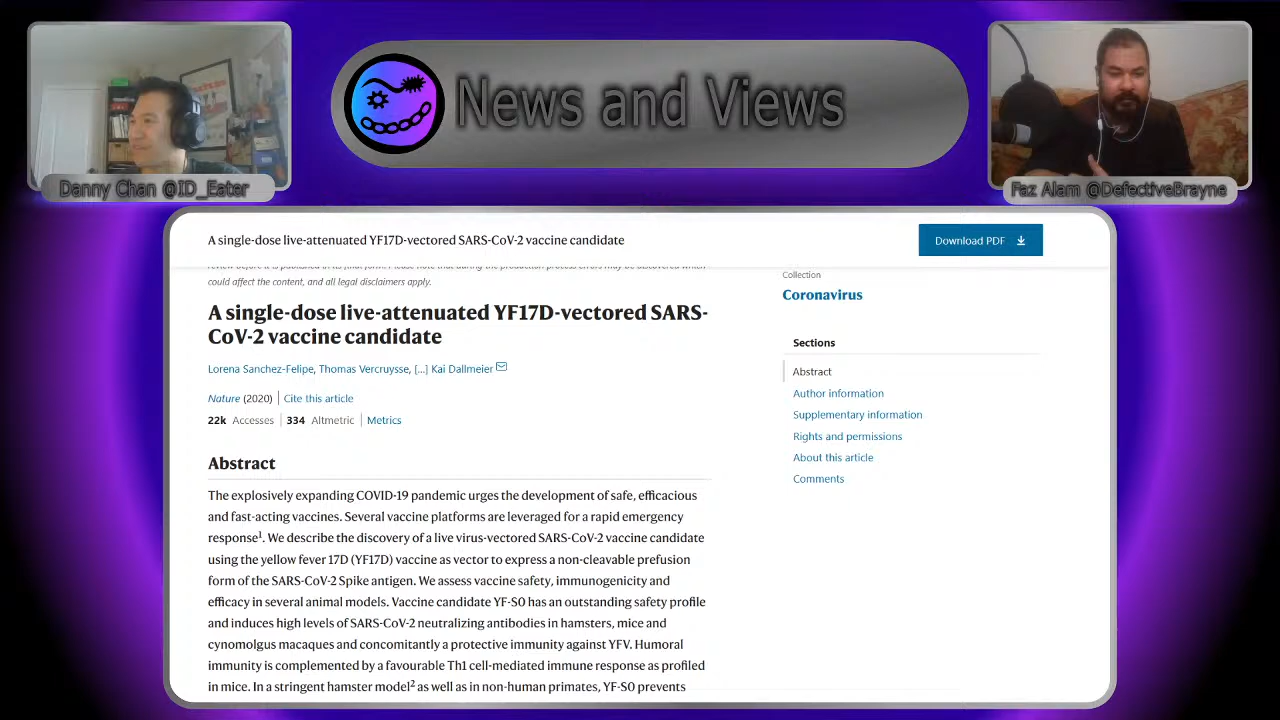 News and Views
Danny Chan @ID_Eater
Faz Alam @DefectiveBrayne
A single-dose live-attenuated YF17D-vectored SARS-CoV-2 vaccine candidate
Download PDF
could affect the content, and all legal disclaimers apply.
A single-dose live-attenuated YF17D-vectored SARS-
CoV-2 vaccine candidate
Lorena Sanchez-Felipe, Thomas Vercruysse, [...] Kai Dallmeier
Nature (2020) | Cite this article
22k Accesses | 334 Altmetric | Metrics
Abstract
The explosively expanding COVID-19 pandemic urges the development of safe, efficacious
and fast-acting vaccines. Several vaccine platforms are leveraged for a rapid emergency
response1. We describe the discovery of a live virus-vectored SARS-CoV-2 vaccine candidate
using the yellow fever 17D (YF17D) vaccine as vector to express a non-cleavable prefusion
form of the SARS-CoV-2 Spike antigen. We assess vaccine safety, immunogenicity and
efficacy in several animal models. Vaccine candidate YF-S0 has an outstanding safety profile
and induces high levels of SARS-CoV-2 neutralizing antibodies in hamsters, mice and
cynomolgus macaques and concomitantly a protective immunity against YFV. Humoral
immunity is complemented by a favourable Th1 cell-mediated immune response as profiled
in mice. In a stringent hamster model2 as well as in non-human primates, YF-S0 prevents
Collection
Coronavirus
Sections
Abstract
Author information
Supplementary information
Rights and permissions
About this article
Comments